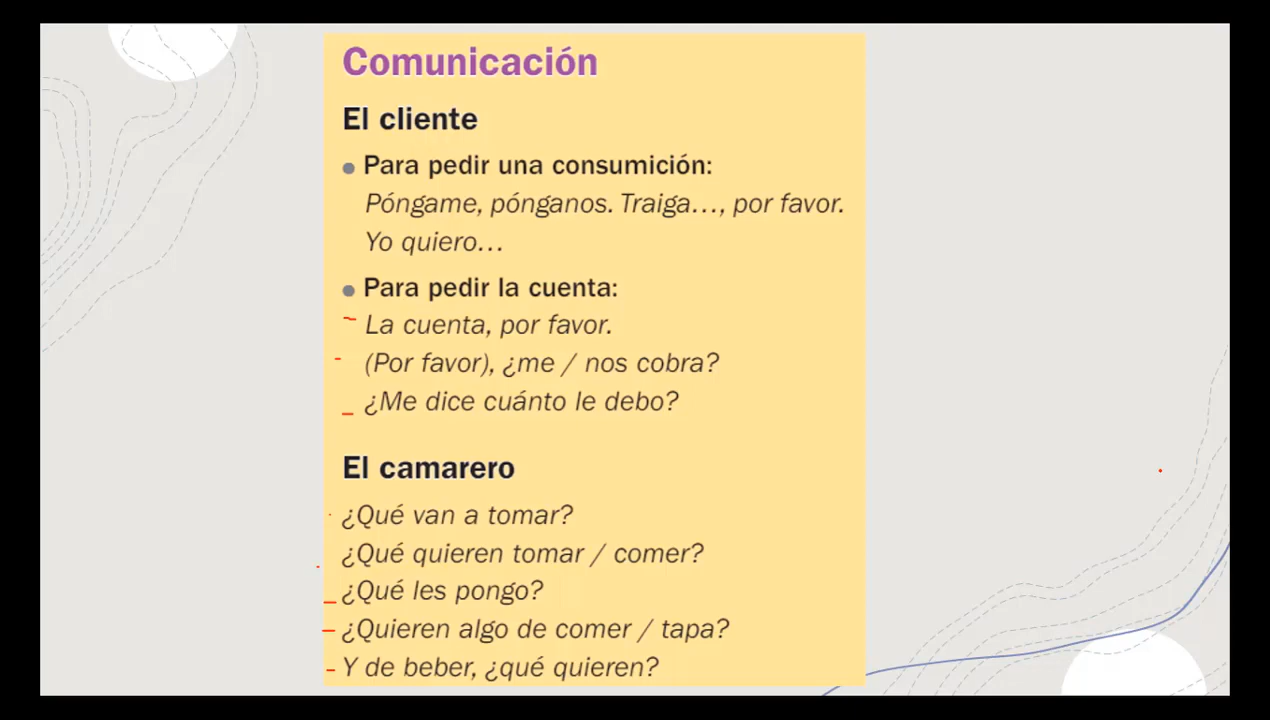 Comunicación
El cliente
● Para pedir una consumición:
Póngame, pónganos. Traiga..., por favor.
Yo quiero...
● Para pedir la cuenta:
La cuenta, por favor.
(Por favor), ¿me / nos cobra?
¿Me dice cuánto le debo?
El camarero
¿Qué van a tomar?
¿Qué quieren tomar / comer?
¿Qué les pongo?
¿Quieren algo de comer / tapa?
Y de beber, ¿qué quieren?